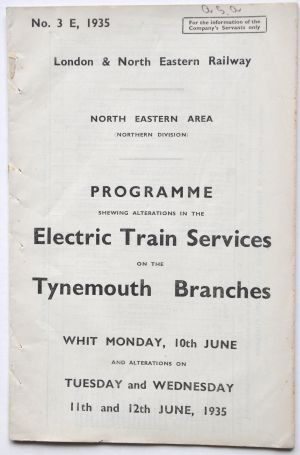 a.s.a
No. 3 E, 1935
For the information of the
Company's Servants only
London & North Eastern Railway
NORTH EASTERN AREA
(NORTHERN DIVISION)
PROGRAMME
SHEWING ALTERATIONS IN THE
Electric Train Services
ON THE
Tynemouth Branches
WHIT MONDAY, 10th JUNE
AND ALTERATIONS ON
TUESDAY and WEDNESDAY
11th and 12th JUNE, 1935